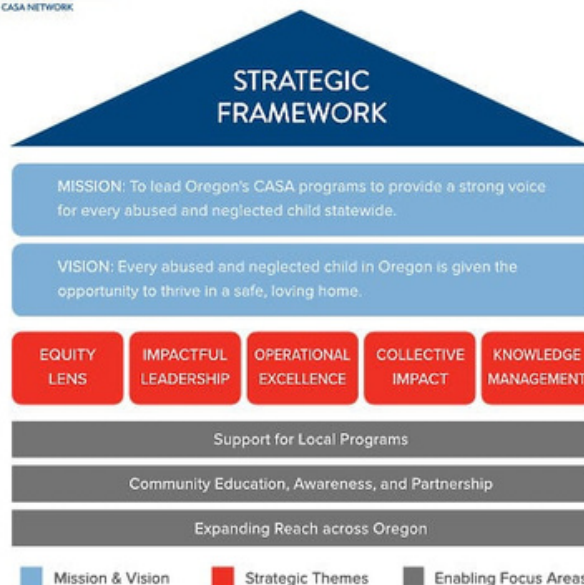 CASA NETWORK
STRATEGIC
FRAMEWORK
MISSION: To lead Oregon's CASA programs to provide a strong voice
for every abused and neglected child statewide.
VISION: Every abused and neglected child in Oregon is given the
opportunity to thrive in a safe, loving home.
EQUITY
LENS
IMPACTFUL
LEADERSHIP
OPERATIONAL
EXCELLENCE
COLLECTIVE
IMPACT
KNOWLEDGE
MANAGEMENT
Support for Local Programs
Community Education, Awareness, and Partnership
Expanding Reach across Oregon
Mission & Vision
Strategic Themes
Enabling Focus Areas